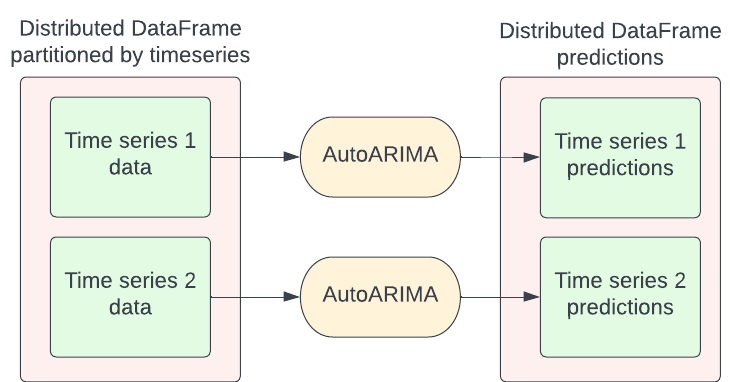 Distributed DataFrame
partitioned by timeseries
Distributed DataFrame
predictions
Time series 1
data
AutoARIMA
Time series 1
predictions
Time series 2
data
AutoARIMA
Time series 2
predictions